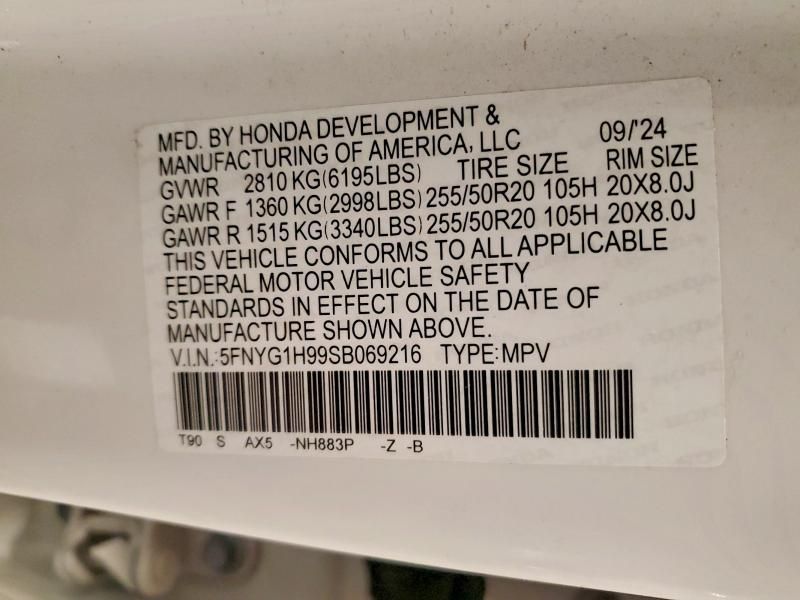 MFD. BY HONDA DEVELOPMENT &
MANUFACTURING OF AMERICA, LLC 09/'24
GVWR 2810 KG(6195LBS) TIRE SIZE RIM SIZE
GAWR F 1360 KG(2998LBS) 255/50R20 105H 20X8.0J
GAWR R 1515 KG(3340LBS) 255/50R20 105H 20X8.0J
THIS VEHICLE CONFORMS TO ALL APPLICABLE
FEDERAL MOTOR VEHICLE SAFETY
STANDARDS IN EFFECT ON THE DATE OF
MANUFACTURE SHOWN ABOVE.
V.I.N.:5FNYG1H99SB069216 TYPE:MPV
T90 S AX5 -NH883P -Z -B